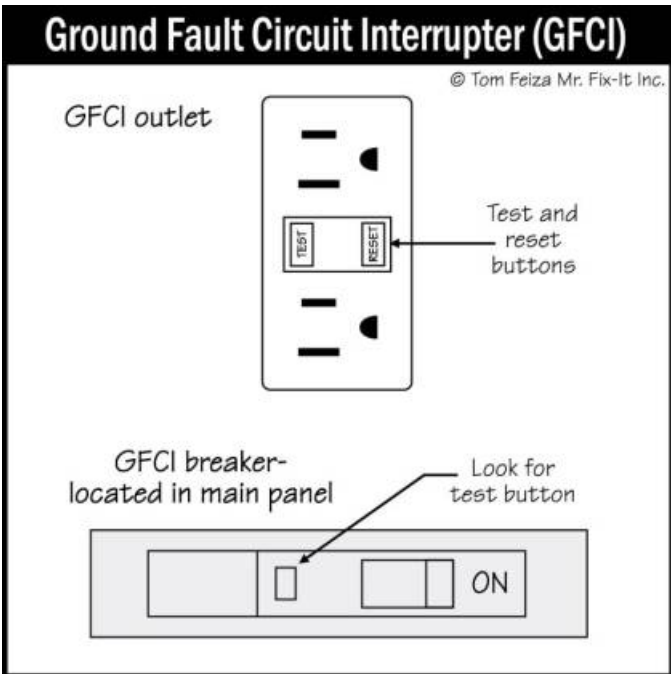 Ground Fault Circuit Interrupter (GFCI)
© Tom Feiza Mr. Fix-It Inc.
GFCI outlet
TEST
RESET
Test and
reset
buttons
GFCI breaker-
located in main panel
Look for
test button
ON